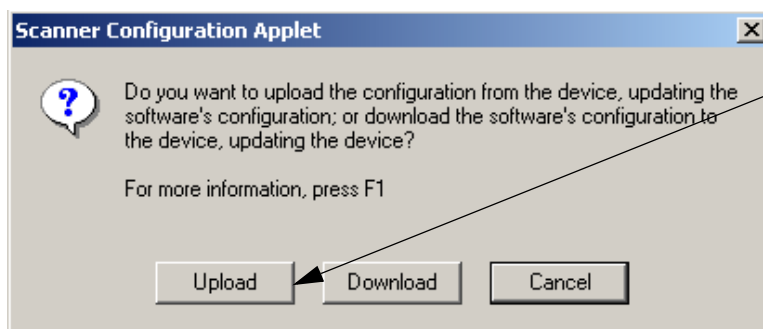 Scanner Configuration Applet
Do you want to upload the configuration from the device, updating the
software's configuration; or download the software's configuration to
the device, updating the device?
For more information, press F1
Upload Download Cancel